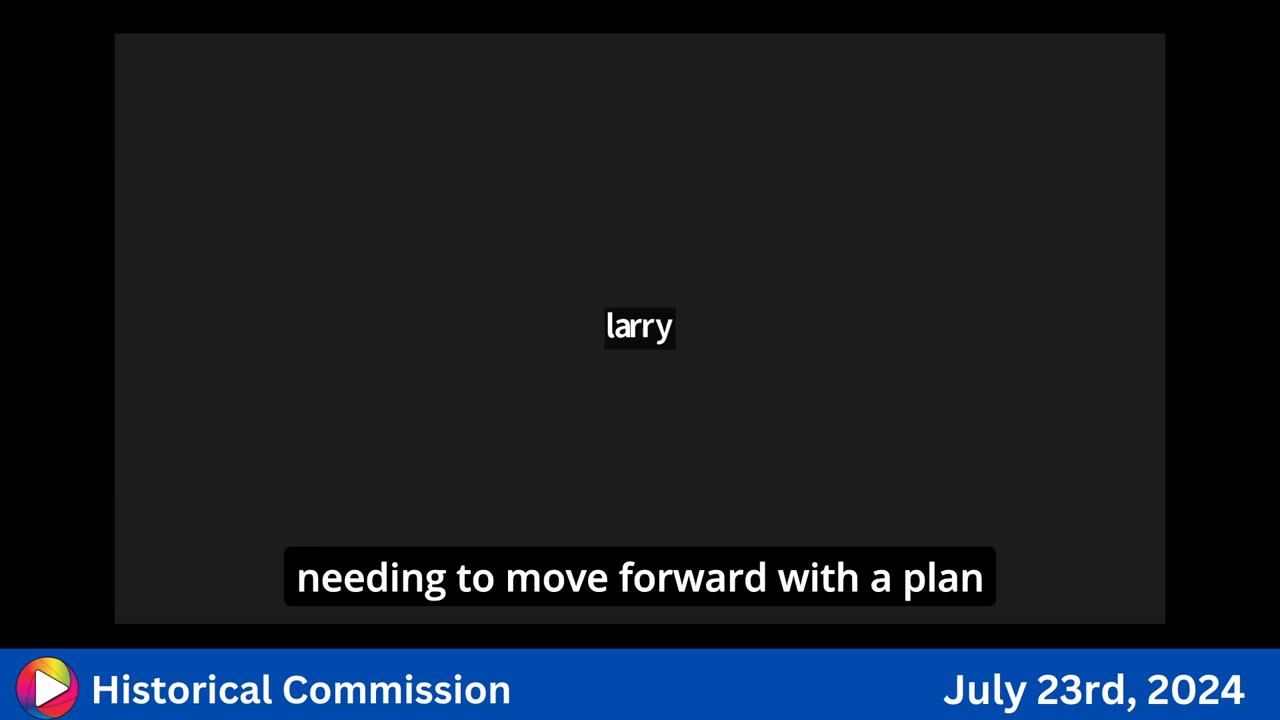 larry
needing to move forward with a plan
Historical Commission
July 23rd, 2024